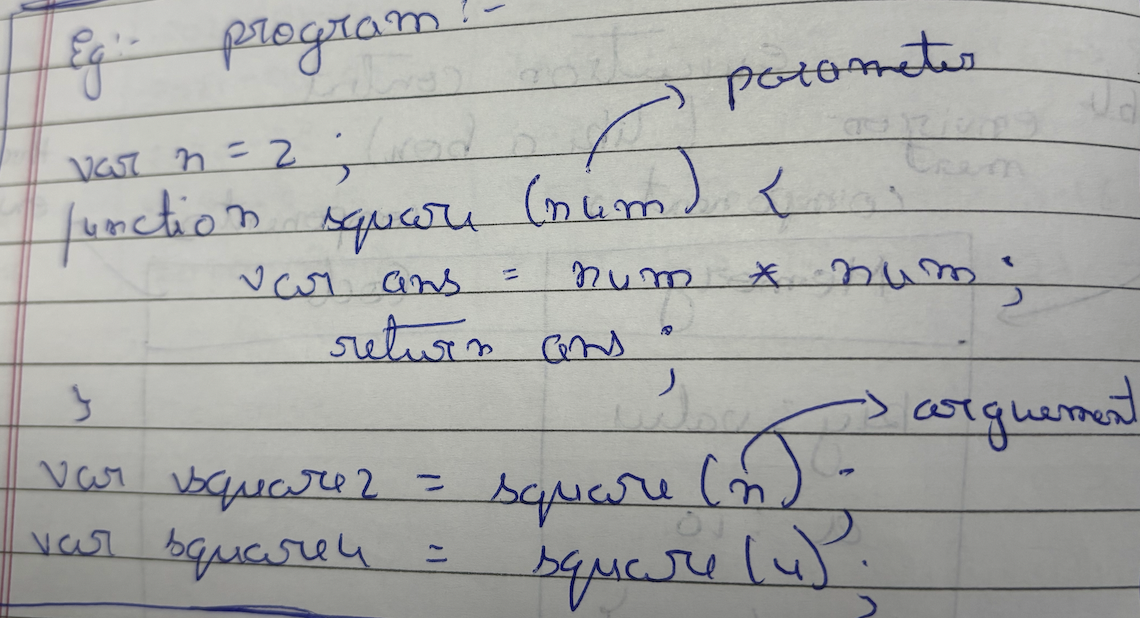 Eg:- program:-
parameter
var n = 2 ;
function square (num) {
var ans = num * num ;
return ans ;
}
arguement
var square2 = square (n) ;
var square4 = square (4) ;